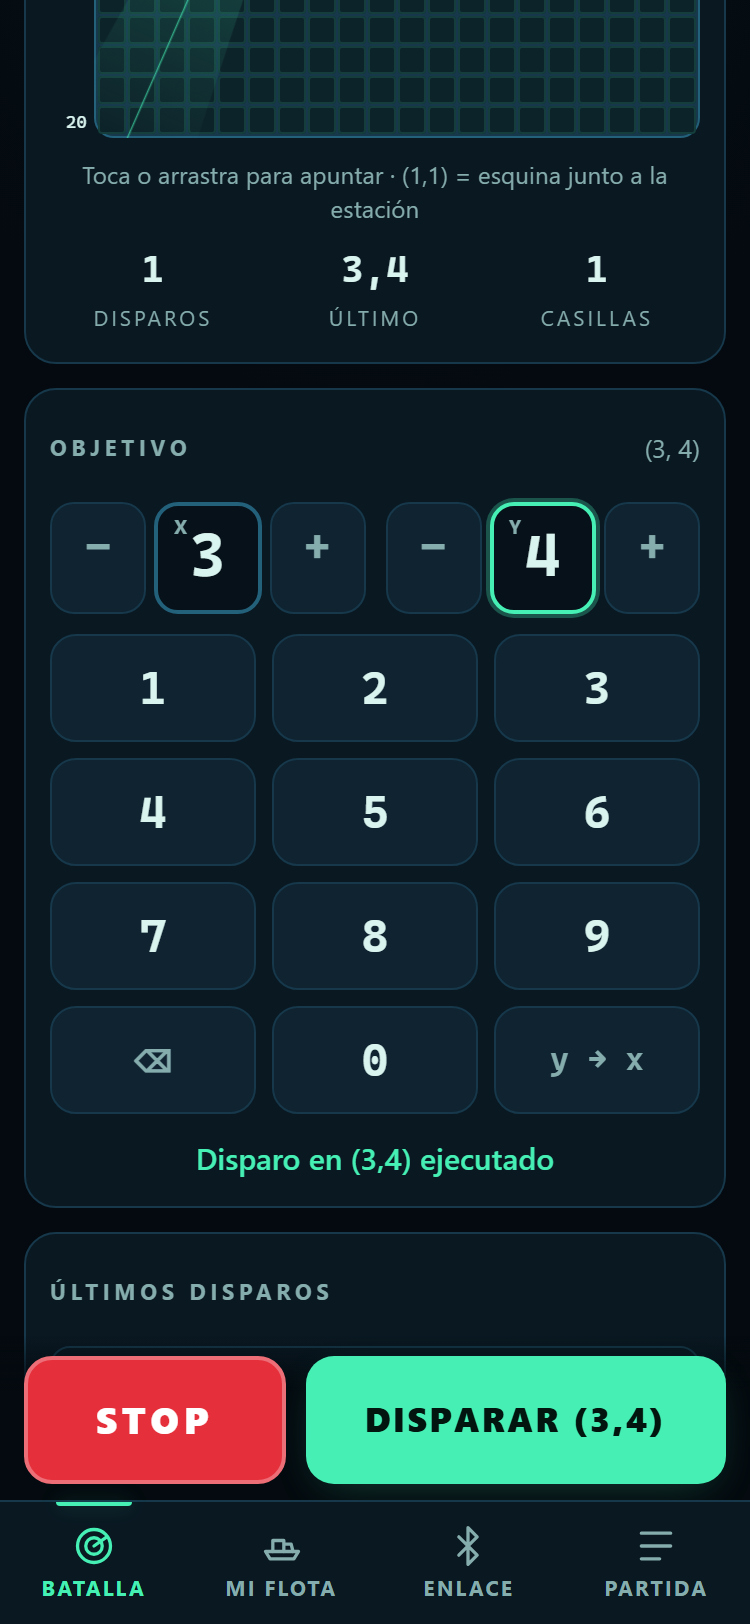 20
Toca o arrastra para apuntar · (1,1) = esquina junto a la
estación
1 3,4 1
DISPAROS ÚLTIMO CASILLAS
OBJETIVO (3, 4)
− X 3 + − Y 4 +
1 2 3
4 5 6
7 8 9
⌫ 0 y → x
Disparo en (3,4) ejecutado
ÚLTIMOS DISPAROS
STOP DISPARAR (3,4)
BATALLA MI FLOTA ENLACE PARTIDA